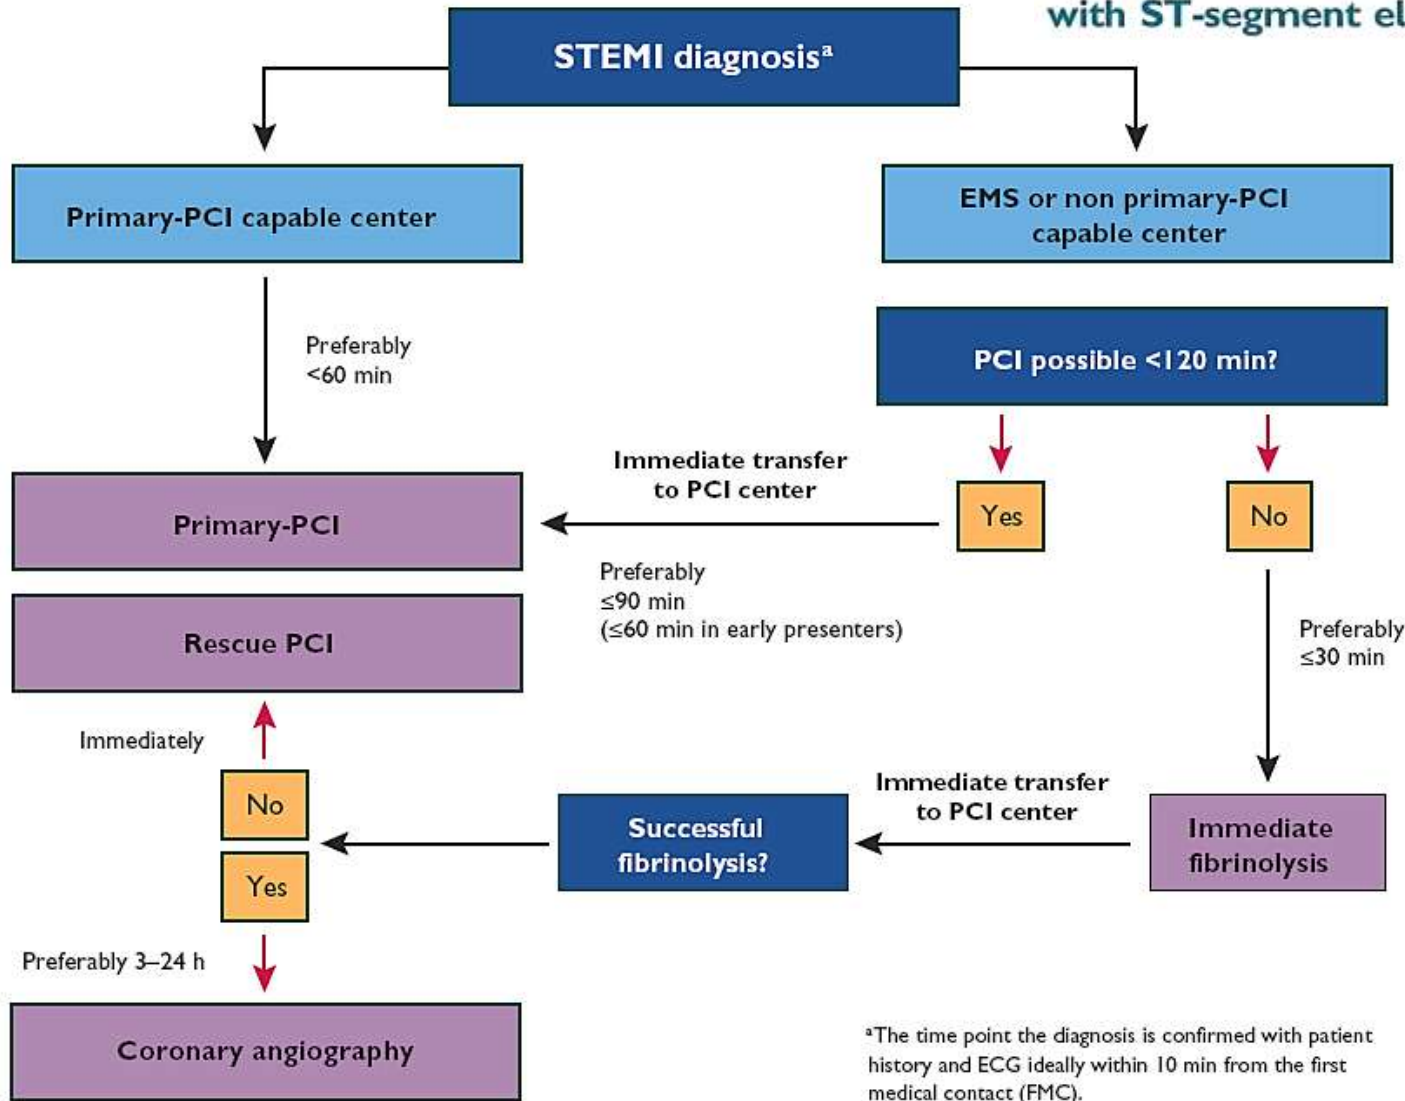 with ST-segment el
STEMI diagnosisᵃ
Primary-PCI capable center
EMS or non primary-PCI
capable center
Preferably
<60 min
PCI possible <120 min?
Immediate transfer
to PCI center
Yes
No
Primary-PCI
Preferably
≤90 min
(≤60 min in early presenters)
Rescue PCI
Preferably
≤30 min
Immediately
No
Yes
Successful
fibrinolysis?
Immediate transfer
to PCI center
Immediate
fibrinolysis
Preferably 3–24 h
Coronary angiography
ᵃThe time point the diagnosis is confirmed with patient
history and ECG ideally within 10 min from the first
medical contact (FMC).